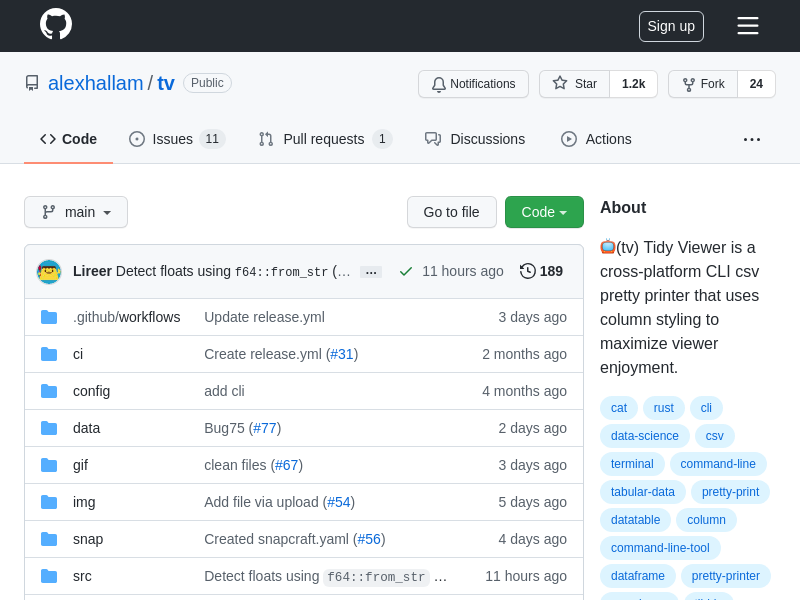 Sign up
alexhallam / tv Public
Notifications Star 1.2k Fork 24
Code Issues 11 Pull requests 1 Discussions Actions ...
main Go to file Code
Lireer Detect floats using f64::from_str (… ... 11 hours ago 189
.github/workflows Update release.yml 3 days ago
ci Create release.yml (#31) 2 months ago
config add cli 4 months ago
data Bug75 (#77) 2 days ago
gif clean files (#67) 3 days ago
img Add file via upload (#54) 5 days ago
snap Created snapcraft.yaml (#56) 4 days ago
src Detect floats using f64::from_str … 11 hours ago
About
📺(tv) Tidy Viewer is a
cross-platform CLI csv
pretty printer that uses
column styling to
maximize viewer
enjoyment.
cat rust cli
data-science csv
terminal command-line
tabular-data pretty-print
datatable column
command-line-tool
dataframe pretty-printer